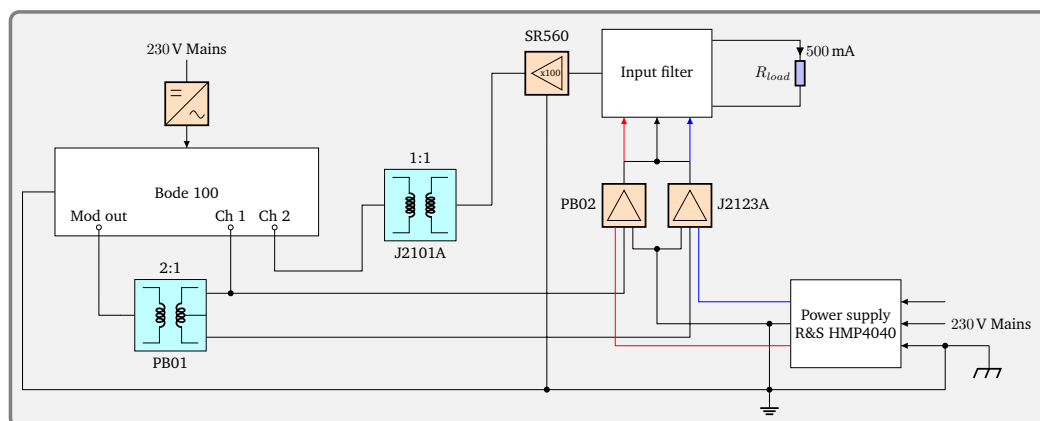 SR560
230 V Mains
x100
Input filter
500 mA
R_load
1:1
Bode 100
Mod out
Ch 1
Ch 2
J2101A
PB02
J2123A
2:1
PB01
Power supply
R&S HMP4040
230 V Mains